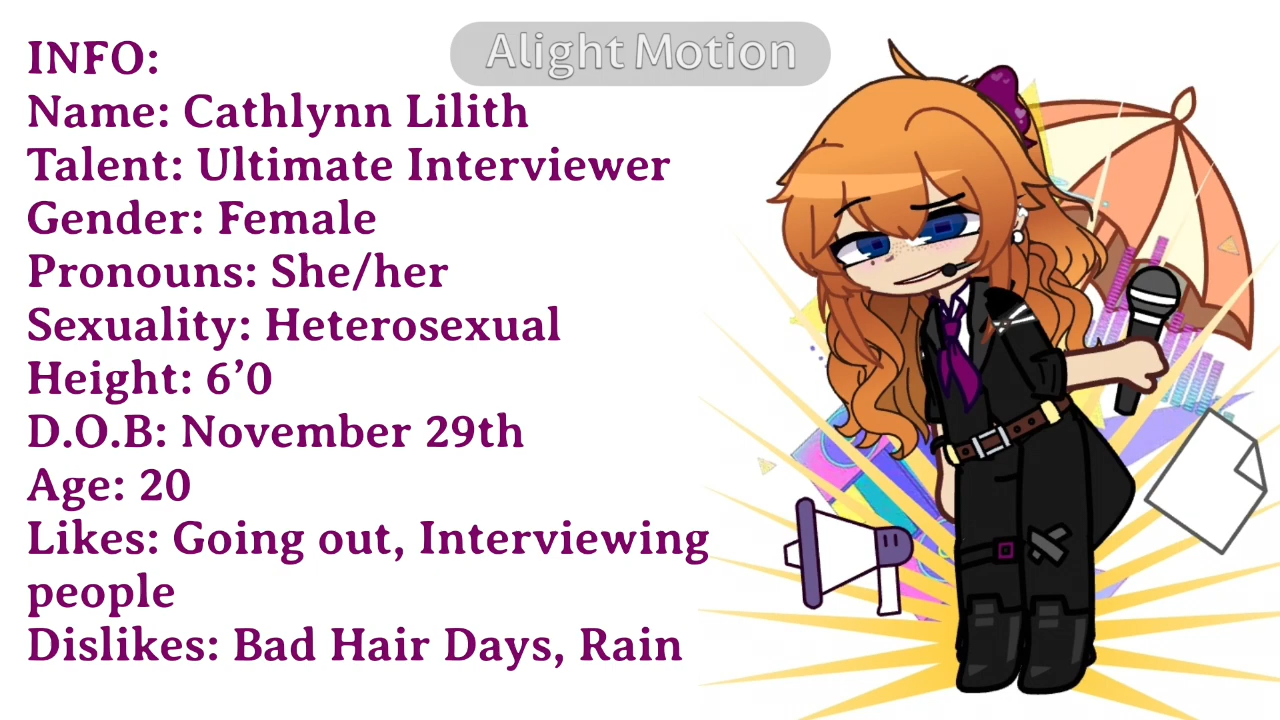 Alight Motion
INFO:
Name: Cathlynn Lilith
Talent: Ultimate Interviewer
Gender: Female
Pronouns: She/her
Sexuality: Heterosexual
Height: 6’0
D.O.B: November 29th
Age: 20
Likes: Going out, Interviewing
people
Dislikes: Bad Hair Days, Rain